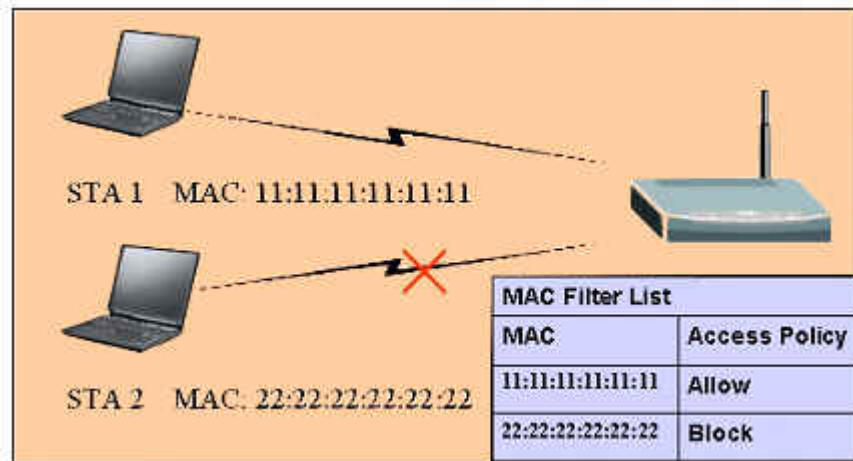 STA 1 MAC: 11:11:11:11:11:11
STA 2 MAC: 22:22:22:22:22:22
MAC Filter List
MAC Access Policy
11:11:11:11:11:11 Allow
22:22:22:22:22:22 Block